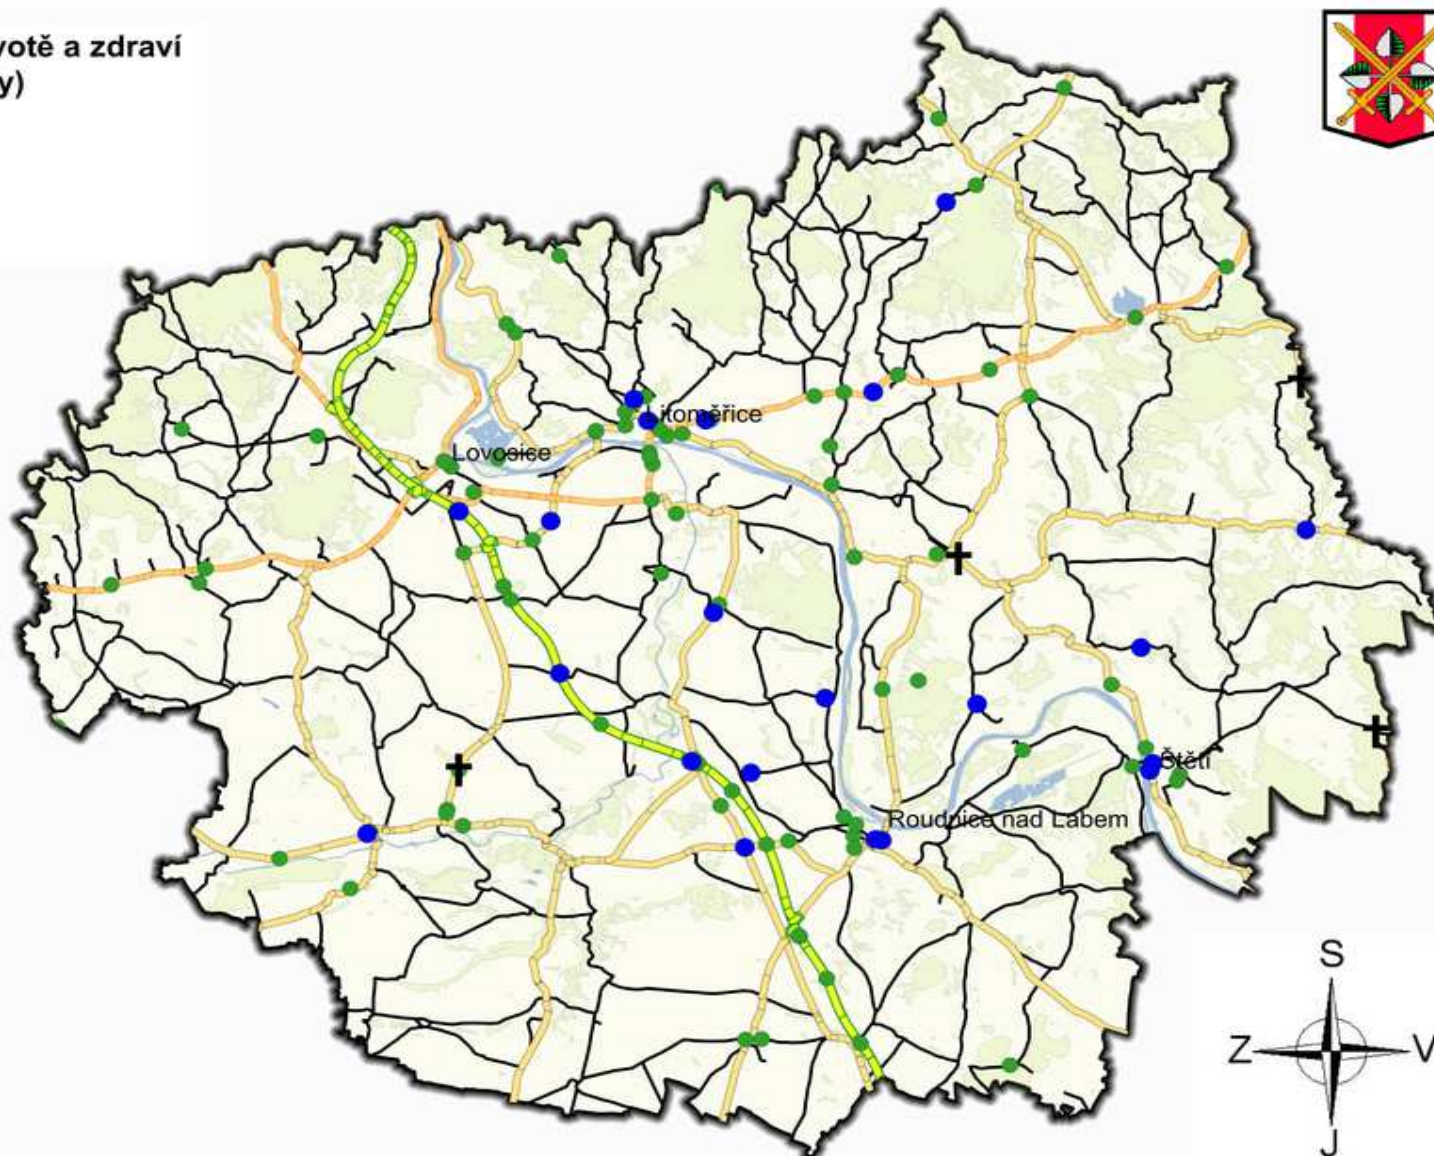 votě a zdraví
y)
Litoměřice
Lovosice
Štětí
Roudnice nad Labem
S
Z V
J